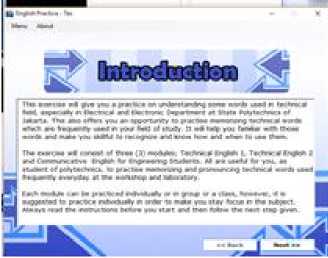 English Practice - Tes
Menu About
Introduction
This exercise will give you a practice on understanding some words used in technical
field, especially in Electrical and Electronic Department at State Polytechnics of
Jakarta. This also offers you an opportunity to practise memorising technical words
which are frequently used in your field of study. It will help you familiar with those
words and make you skilful to recognize and know how and when to use them.
The exercise will consist of three (3) modules; Technical English 1, Technical English 2
and Communicative English for Engineering Students. All are useful for you, as
student of polytechnics, to practise memorizing and pronouncing technical words used
frequently everyday at the workshop and laboratory.
Each module can be practiced individually or in group or a class, however, it is
suggested to practice individually in order to make you stay focus in the subject.
Always read the instructions before you start and then follow the next step given.
<< Back
Next >>